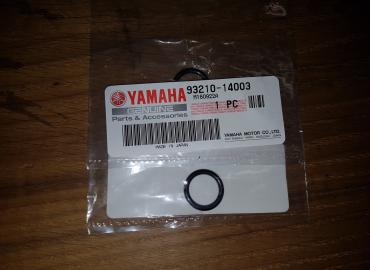 YAMAHA 93210-14003
GENUINE
Parts & Accessories
1 PC
MADE IN JAPAN
YAMAHA MOTOR CO.,LTD.